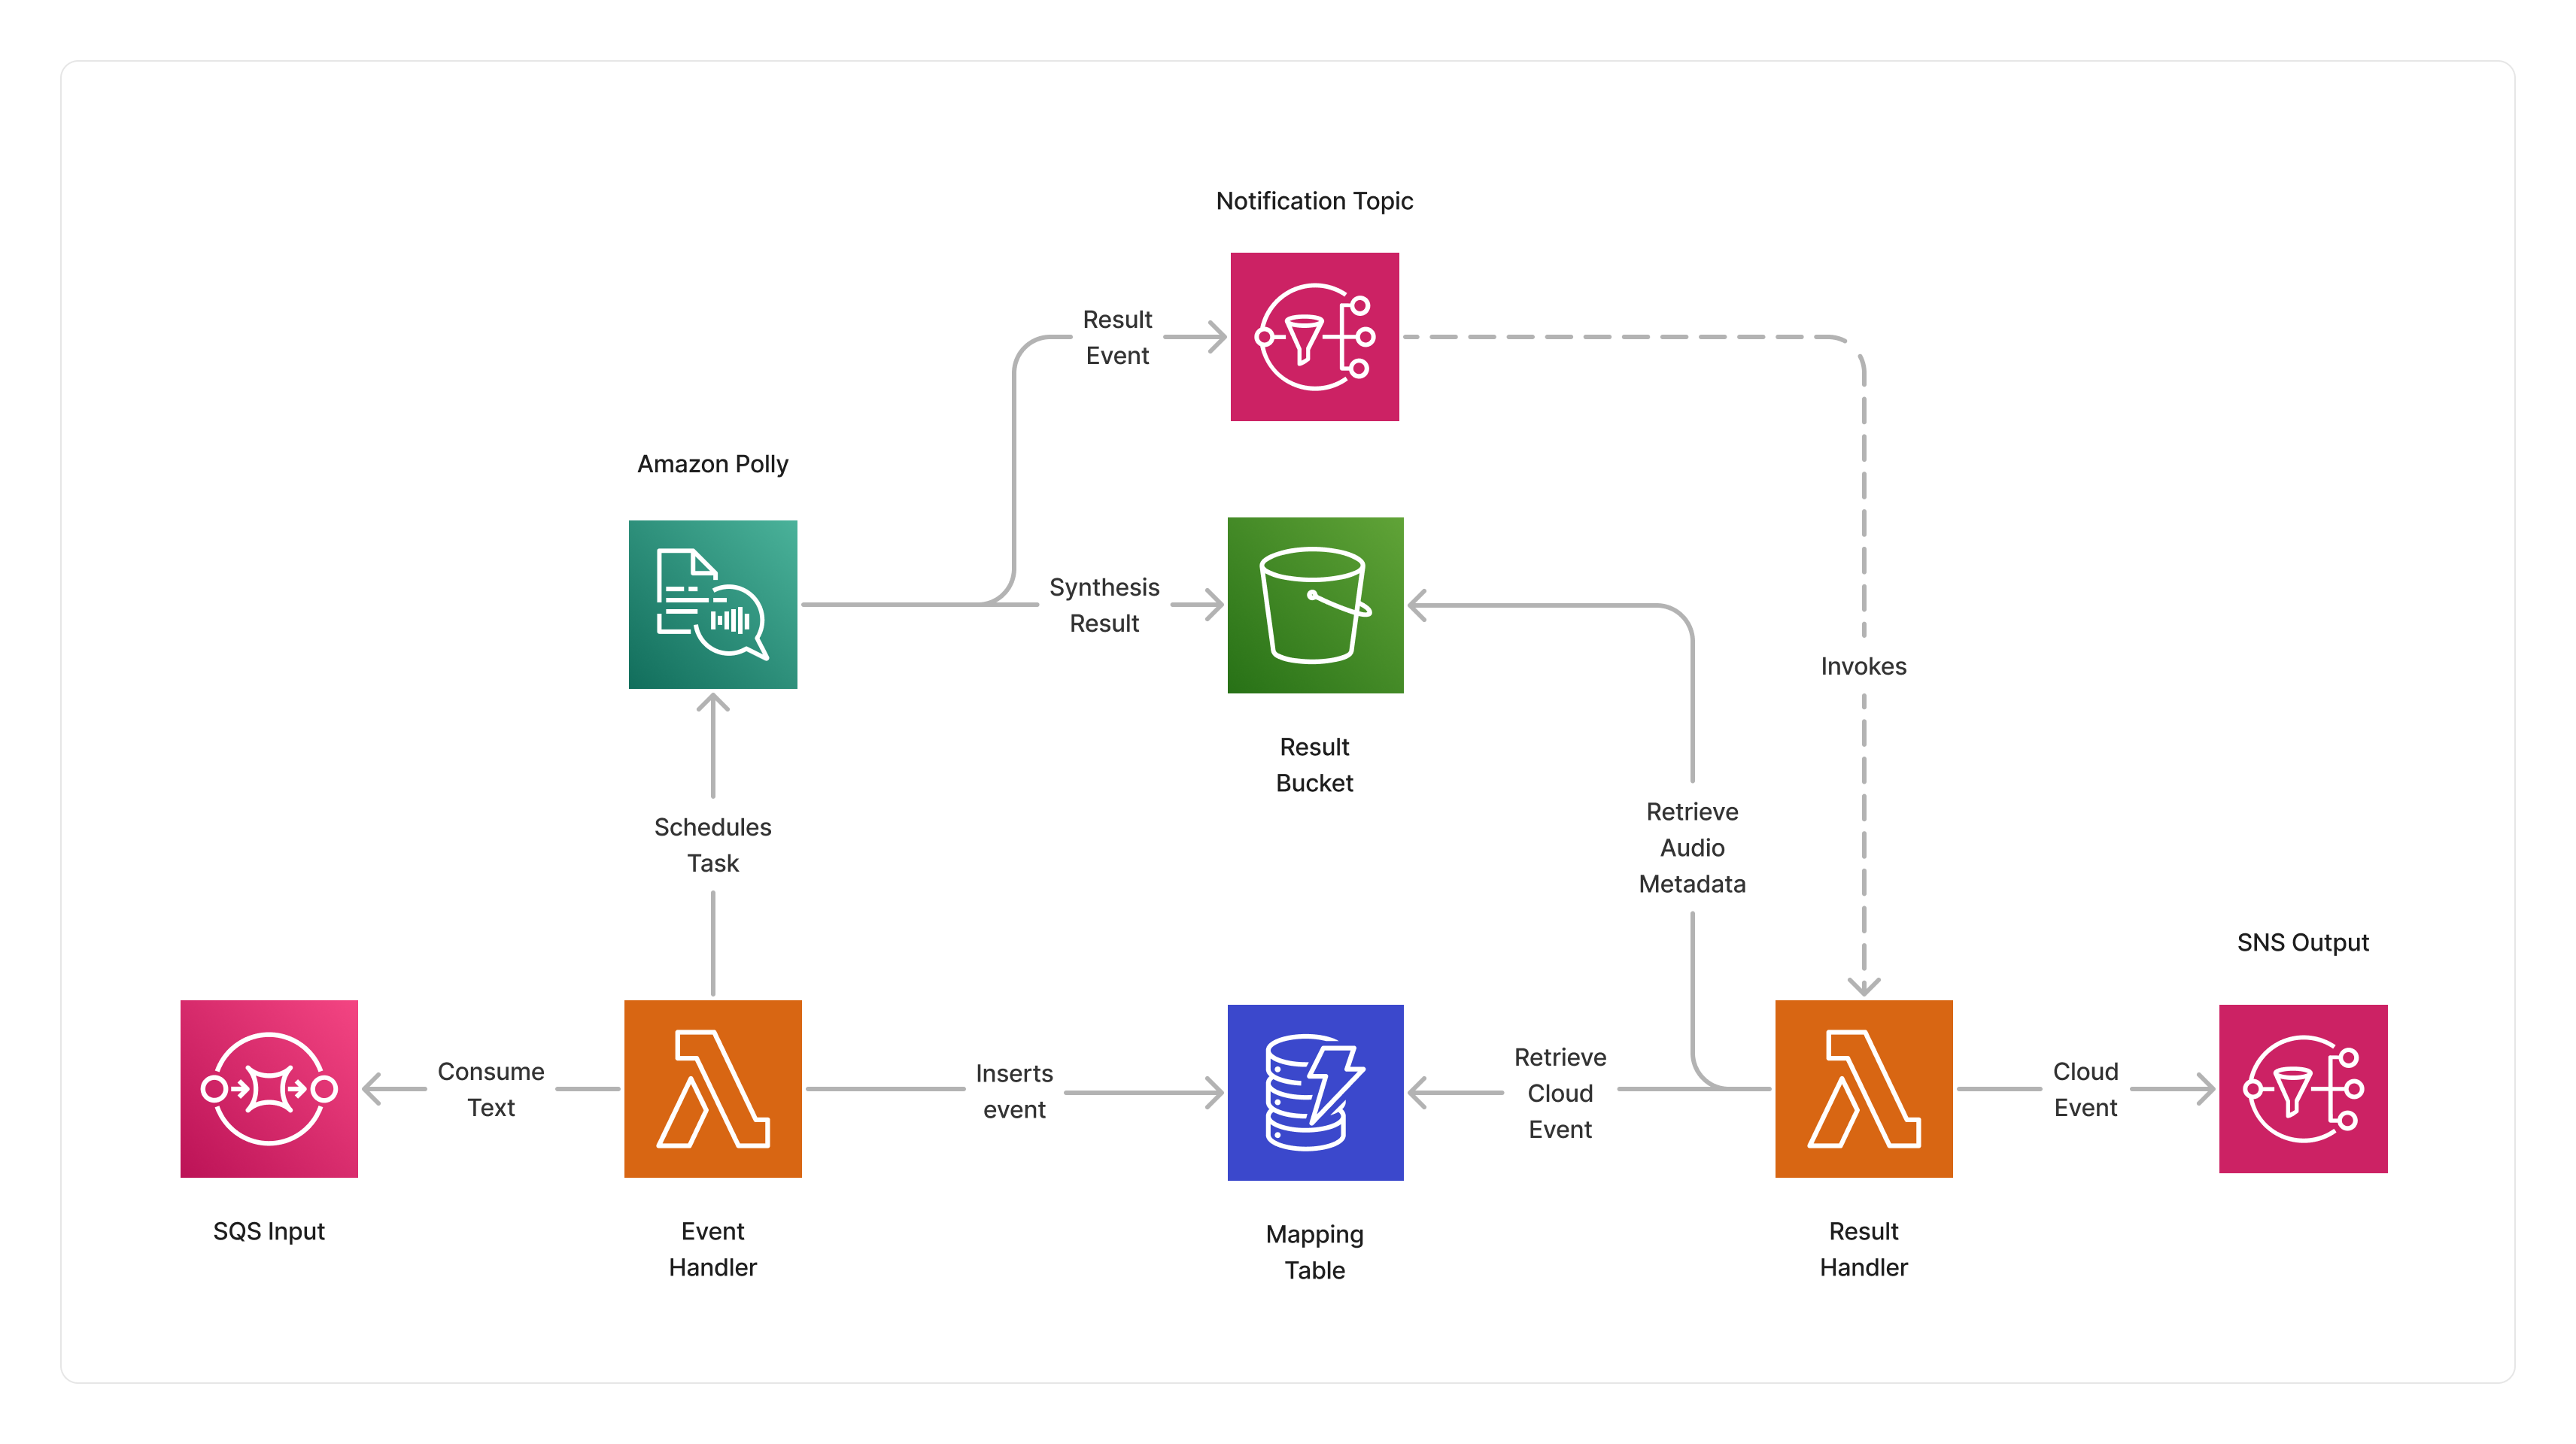 Notification Topic
Result
Event
Amazon Polly
Synthesis
Result
Invokes
Result
Bucket
Schedules
Task
Retrieve
Audio
Metadata
SNS Output
Consume
Text
Inserts
event
Retrieve
Cloud
Event
Cloud
Event
SQS Input
Event
Handler
Mapping
Table
Result
Handler